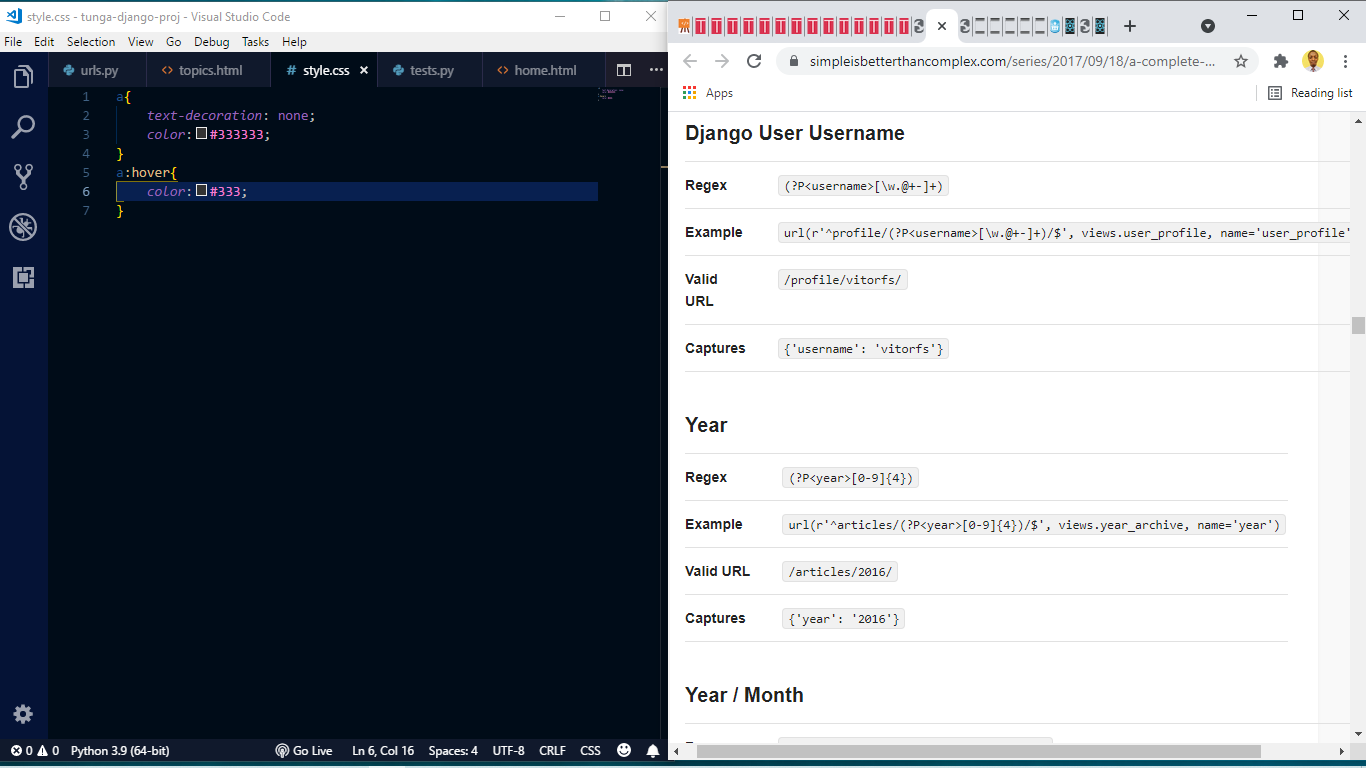 style.css - tunga-django-proj - Visual Studio Code
File Edit Selection View Go Debug Tasks Help
urls.py topics.html # style.css tests.py home.html
1 a{
2 text-decoration: none;
3 color: #333333;
4 }
5 a:hover{
6 color: #333;
7 }
0 0 Python 3.9 (64-bit) Go Live Ln 6, Col 16 Spaces: 4 UTF-8 CRLF CSS
simpleisbetterthancomplex.com/series/2017/09/18/a-complete-...
Apps Reading list
Django User Username
Regex (?P<username>[\w.@+-]+)
Example url(r'^profile/(?P<username>[\w.@+-]+)/$', views.user_profile, name='user_profile'
Valid
URL
/profile/vitorfs/
Captures {'username': 'vitorfs'}
Year
Regex (?P<year>[0-9]{4})
Example url(r'^articles/(?P<year>[0-9]{4})/$', views.year_archive, name='year')
Valid URL /articles/2016/
Captures {'year': '2016'}
Year / Month